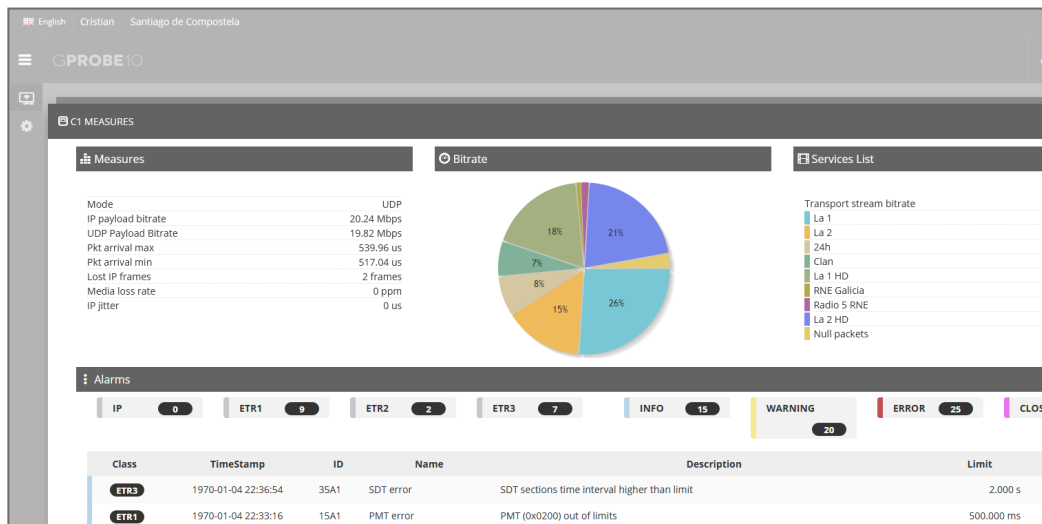 English Cristian Santiago de Compostela
GPROBE10
C1 MEASURES
Measures
Mode UDP
IP payload bitrate 20.24 Mbps
UDP Payload Bitrate 19.82 Mbps
Pkt arrival max 539.96 us
Pkt arrival min 517.04 us
Lost IP frames 2 frames
Media loss rate 0 ppm
IP jitter 0 us
Bitrate
18%
21%
7%
8%
26%
15%
Services List
Transport stream bitrate
La 1
La 2
24h
Clan
La 1 HD
RNE Galicia
Radio 5 RNE
La 2 HD
Null packets
Alarms
IP 0
ETR1 9
ETR2 2
ETR3 7
INFO 15
WARNING 20
ERROR 25
CLOS
Class TimeStamp ID Name Description Limit
ETR3 1970-01-04 22:36:54 35A1 SDT error SDT sections time interval higher than limit 2.000 s
ETR1 1970-01-04 22:33:16 15A1 PMT error PMT (0x0200) out of limits 500.000 ms